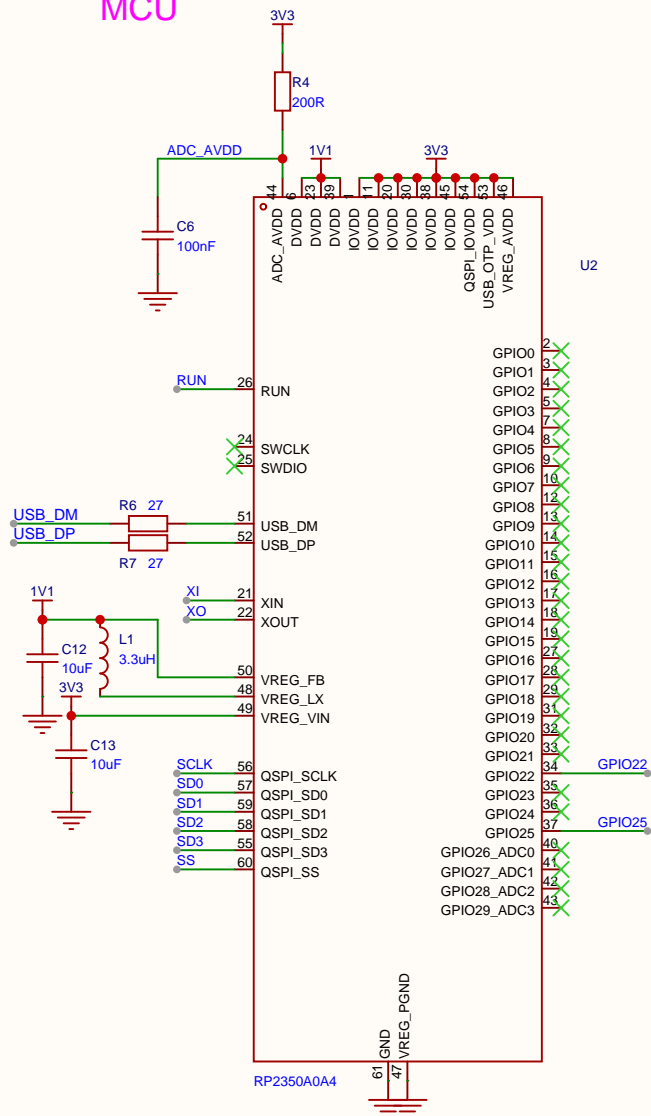 MCU
3V3
R4
200R
ADC_AVDD
1V1
3V3
C6
100nF
44
6
23
39
1
11
20
30
38
45
54
53
46
ADC_AVDD
DVDD
DVDD
DVDD
IOVDD
IOVDD
IOVDD
IOVDD
IOVDD
IOVDD
QSPI_IOVDD
USB_OTP_VDD
VREG_AVDD
U2
RUN
26
RUN
24
SWCLK
25
SWDIO
USB_DM
R6 27
51
USB_DM
USB_DP
R7 27
52
USB_DP
XI
21
XIN
XO
22
XOUT
1V1
C12
10uF
L1
3.3uH
50
VREG_FB
48
VREG_LX
3V3
49
VREG_VIN
C13
10uF
SCLK
56
QSPI_SCLK
SD0
57
QSPI_SD0
SD1
59
QSPI_SD1
SD2
58
QSPI_SD2
SD3
55
QSPI_SD3
SS
60
QSPI_SS
GPIO0
2
GPIO1
3
GPIO2
4
GPIO3
5
GPIO4
7
GPIO5
8
GPIO6
9
GPIO7
10
GPIO8
12
GPIO9
13
GPIO10
14
GPIO11
15
GPIO12
16
GPIO13
17
GPIO14
18
GPIO15
19
GPIO16
27
GPIO17
28
GPIO18
29
GPIO19
31
GPIO20
32
GPIO21
33
GPIO22
34
GPIO22
GPIO23
35
GPIO24
36
GPIO25
37
GPIO25
GPIO26_ADC0
40
GPIO27_ADC1
41
GPIO28_ADC2
42
GPIO29_ADC3
43
GND
VREG_PGND
61
47
RP2350A0A4